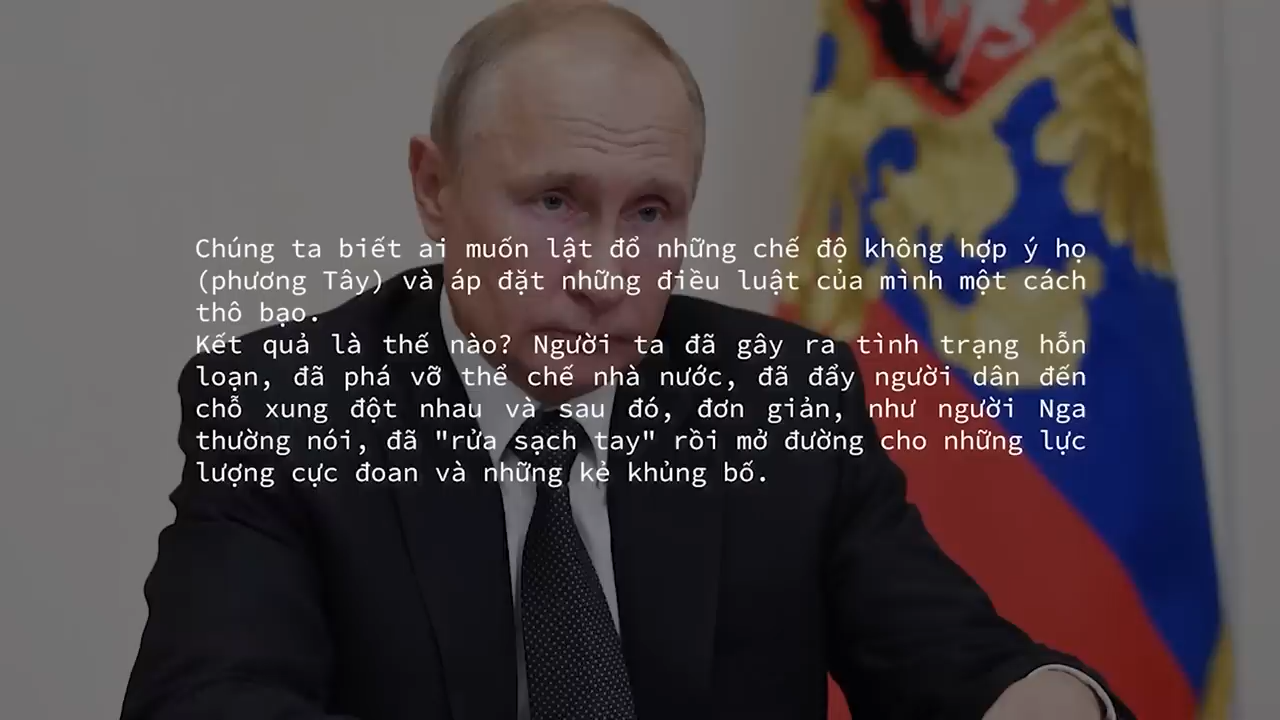 Chúng ta biết ai muốn lật đổ những chế độ không hợp ý họ
(phương Tây) và áp đặt những điều luật của mình một cách
thô bạo.
Kết quả là thế nào? Người ta đã gây ra tình trạng hỗn
loạn, đã phá vỡ thể chế nhà nước, đã đẩy người dân đến
chỗ xung đột nhau và sau đó, đơn giản, như người Nga
thường nói, đã "rửa sạch tay" rồi mở đường cho những lực
lượng cực đoan và những kẻ khủng bố.